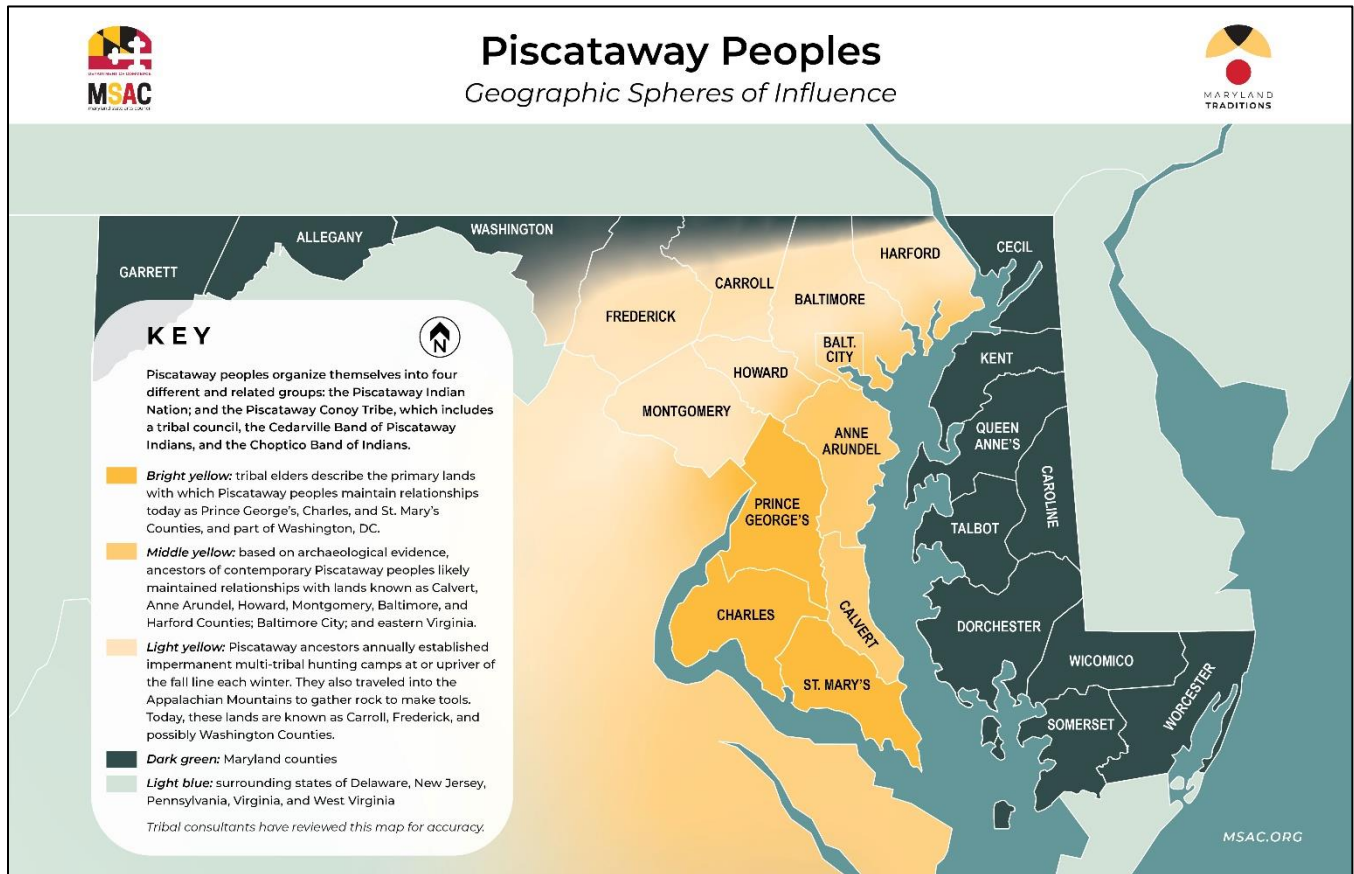 DEPARTMENT OF COMMERCE
MSAC
maryland state arts council
Piscataway Peoples
Geographic Spheres of Influence
MARYLAND
TRADITIONS
GARRETT
ALLEGANY
WASHINGTON
FREDERICK
CARROLL
BALTIMORE
HARFORD
CECIL
BALT.
CITY
HOWARD
MONTGOMERY
KENT
QUEEN
ANNE'S
ANNE
ARUNDEL
CAROLINE
PRINCE
GEORGE'S
TALBOT
CHARLES
CALVERT
DORCHESTER
ST. MARY'S
WICOMICO
SOMERSET
WORCESTER
KEY
N
Piscataway peoples organize themselves into four
different and related groups: the Piscataway Indian
Nation; and the Piscataway Conoy Tribe, which includes
a tribal council, the Cedarville Band of Piscataway
Indians, and the Choptico Band of Indians.
Bright yellow: tribal elders describe the primary lands
with which Piscataway peoples maintain relationships
today as Prince George's, Charles, and St. Mary's
Counties, and part of Washington, DC.
Middle yellow: based on archaeological evidence,
ancestors of contemporary Piscataway peoples likely
maintained relationships with lands known as Calvert,
Anne Arundel, Howard, Montgomery, Baltimore, and
Harford Counties; Baltimore City; and eastern Virginia.
Light yellow: Piscataway ancestors annually established
impermanent multi-tribal hunting camps at or upriver of
the fall line each winter. They also traveled into the
Appalachian Mountains to gather rock to make tools.
Today, these lands are known as Carroll, Frederick, and
possibly Washington Counties.
Dark green: Maryland counties
Light blue: surrounding states of Delaware, New Jersey,
Pennsylvania, Virginia, and West Virginia
Tribal consultants have reviewed this map for accuracy.
MSAC.ORG